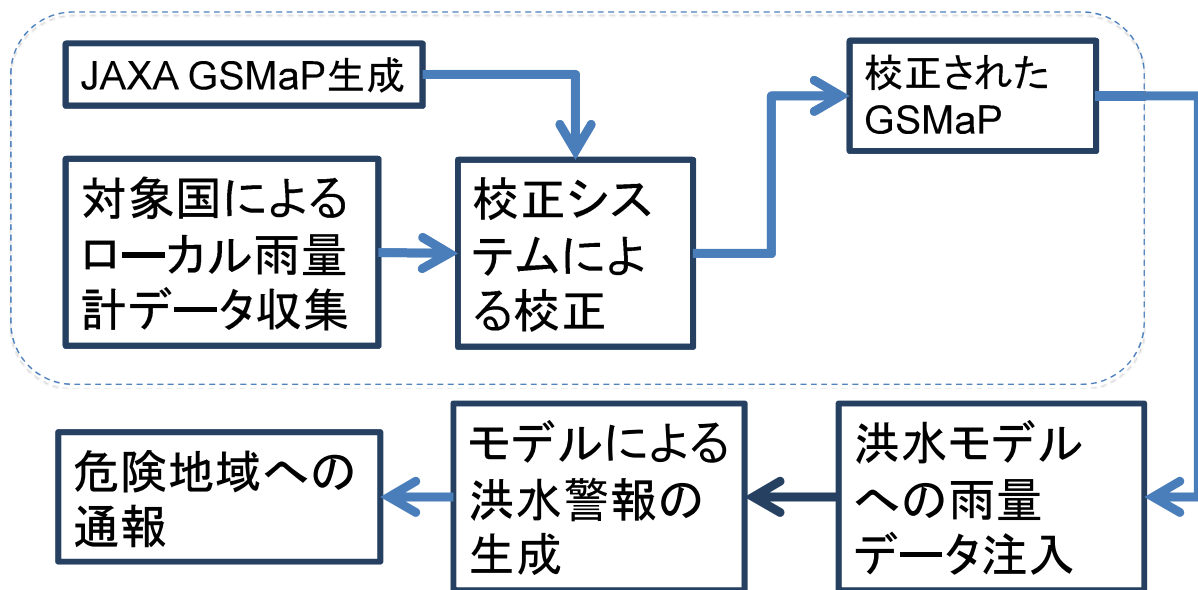 JAXA GSMaP生成
対象国による
ローカル雨量
計データ収集
校正シス
テムによ
る校正
校正された
GSMaP
洪水モデル
への雨量
データ注入
モデルによる
洪水警報の
生成
危険地域への
通報